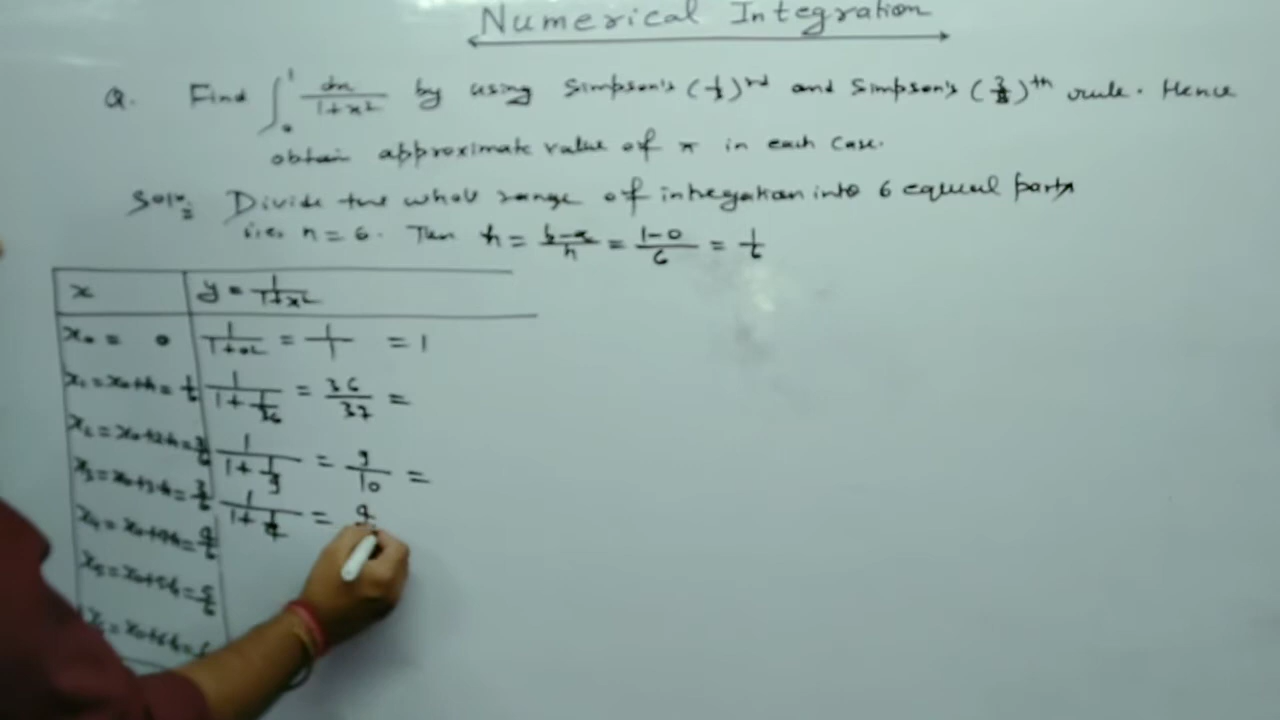 Numerical Integration
Q. Find ∫₀¹ dx/(1+x²) by using Simpson's (1/3)rd and Simpson's (3/8)th rule. Hence
obtain approximate value of π in each case.
Soln: Divide the whole range of integration into 6 equal parts
i.e. n = 6. Then h = (b-a)/n = (1-0)/6 = 1/6
x y = 1/(1+x²)
x₀ = 0 1/(1+0²) = 1/1 = 1
x₁ = x₀+h = 1/6 1/(1+1/36) = 36/37 =
x₂ = x₀+2h = 2/6 1/(1+1/9) = 9/10 =
x₃ = x₀+3h = 3/6 1/(1+1/4) = 4
x₄ = x₀+4h = 4/6
x₅ = x₀+5h = 5/6
x₆ = x₀+6h =